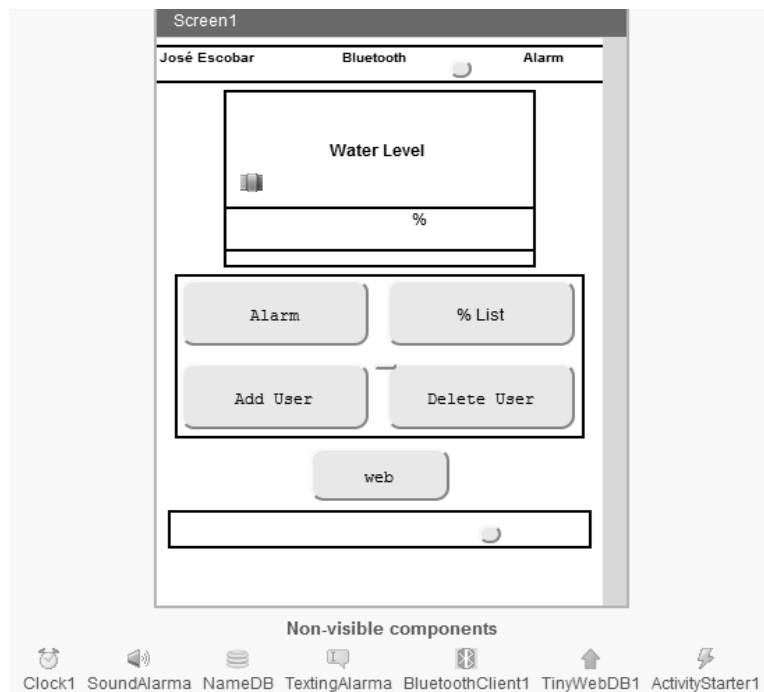 Screen1
José Escobar Bluetooth Alarm
Water Level
%
Alarm % List
Add User Delete User
web
Non-visible components
Clock1 SoundAlarma NameDB TextingAlarma BluetoothClient1 TinyWebDB1 ActivityStarter1